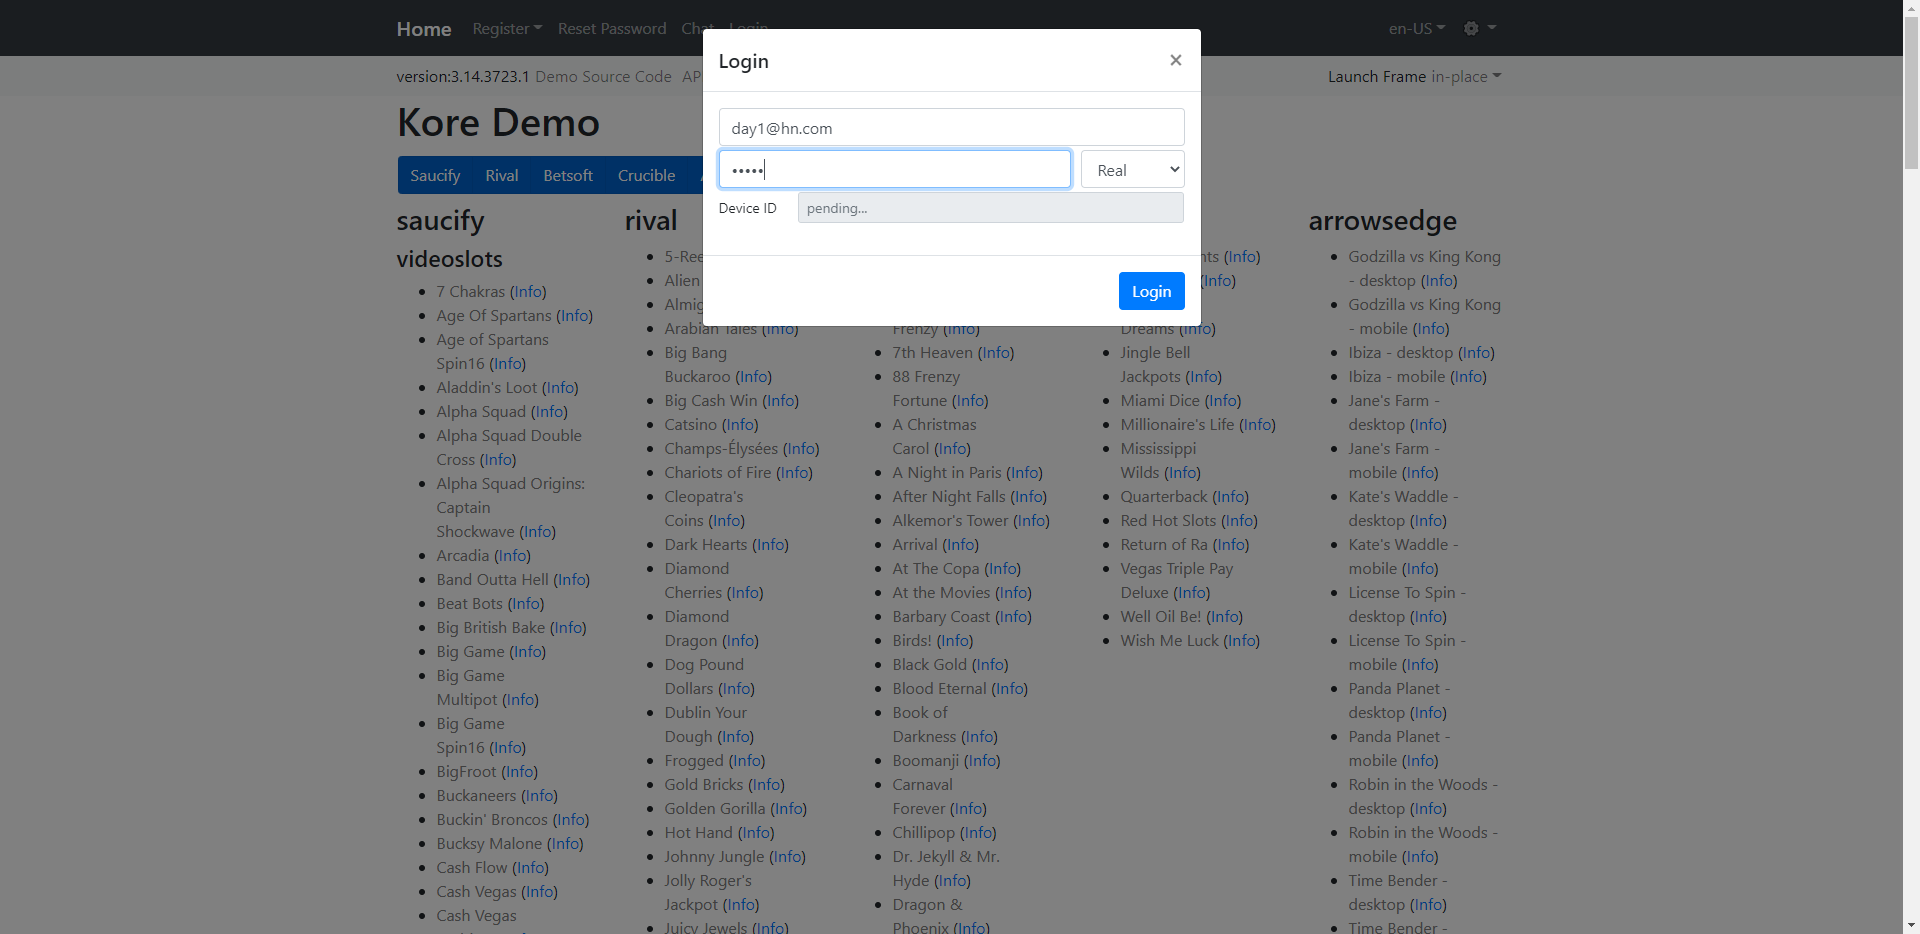 Home Register Reset Password Chat Login en-US
version:3.14.3723.1 Demo Source Code AP Launch Frame in-place
Kore Demo
Saucify Rival Betsoft Crucible
Login ×
day1@hn.com
••••• Real
Device ID pending...
Login
saucify
videoslots
7 Chakras (Info)
Age Of Spartans (Info)
Age of Spartans
Spin16 (Info)
Aladdin's Loot (Info)
Alpha Squad (Info)
Alpha Squad Double
Cross (Info)
Alpha Squad Origins:
Captain
Shockwave (Info)
Arcadia (Info)
Band Outta Hell (Info)
Beat Bots (Info)
Big British Bake (Info)
Big Game (Info)
Big Game
Multipot (Info)
Big Game
Spin16 (Info)
BigFroot (Info)
Buckaneers (Info)
Buckin' Broncos (Info)
Bucksy Malone (Info)
Cash Flow (Info)
Cash Vegas (Info)
Cash Vegas
rival
5-Ree
Alien
Almig
Arabian Tales (Info)
Big Bang
Buckaroo (Info)
Big Cash Win (Info)
Catsino (Info)
Champs-Élysées (Info)
Chariots of Fire (Info)
Cleopatra's
Coins (Info)
Dark Hearts (Info)
Diamond
Cherries (Info)
Diamond
Dragon (Info)
Dog Pound
Dollars (Info)
Dublin Your
Dough (Info)
Frogged (Info)
Gold Bricks (Info)
Golden Gorilla (Info)
Hot Hand (Info)
Johnny Jungle (Info)
Jolly Roger's
Jackpot (Info)
Juicy Jewels (Info)
Frenzy (Info)
7th Heaven (Info)
88 Frenzy
Fortune (Info)
A Christmas
Carol (Info)
A Night in Paris (Info)
After Night Falls (Info)
Alkemor's Tower (Info)
Arrival (Info)
At The Copa (Info)
At the Movies (Info)
Barbary Coast (Info)
Birds! (Info)
Black Gold (Info)
Blood Eternal (Info)
Book of
Darkness (Info)
Boomanji (Info)
Carnaval
Forever (Info)
Chillipop (Info)
Dr. Jekyll & Mr.
Hyde (Info)
Dragon &
Phoenix (Info)
nts (Info)
(Info)
Dreams (Info)
Jingle Bell
Jackpots (Info)
Miami Dice (Info)
Millionaire's Life (Info)
Mississippi
Wilds (Info)
Quarterback (Info)
Red Hot Slots (Info)
Return of Ra (Info)
Vegas Triple Pay
Deluxe (Info)
Well Oil Be! (Info)
Wish Me Luck (Info)
arrowsedge
Godzilla vs King Kong
- desktop (Info)
Godzilla vs King Kong
- mobile (Info)
Ibiza - desktop (Info)
Ibiza - mobile (Info)
Jane's Farm -
desktop (Info)
Jane's Farm -
mobile (Info)
Kate's Waddle -
desktop (Info)
Kate's Waddle -
mobile (Info)
License To Spin -
desktop (Info)
License To Spin -
mobile (Info)
Panda Planet -
desktop (Info)
Panda Planet -
mobile (Info)
Robin in the Woods -
desktop (Info)
Robin in the Woods -
mobile (Info)
Time Bender -
desktop (Info)
Time Bender -